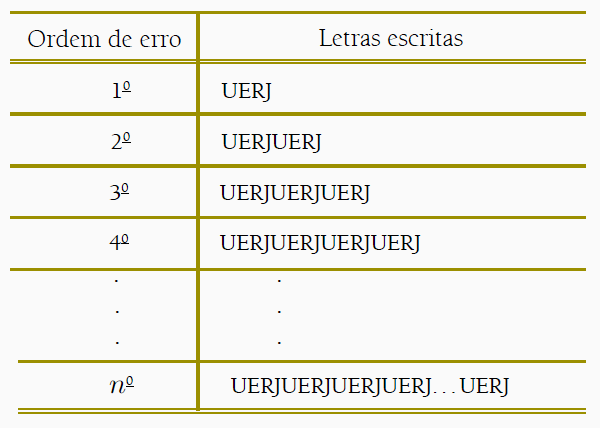 Ordem de erro Letras escritas
1º UERJ
2º UERJUERJ
3º UERJUERJUERJ
4º UERJUERJUERJUERJ
. .
. .
. .
nº UERJUERJUERJUERJ...UERJ